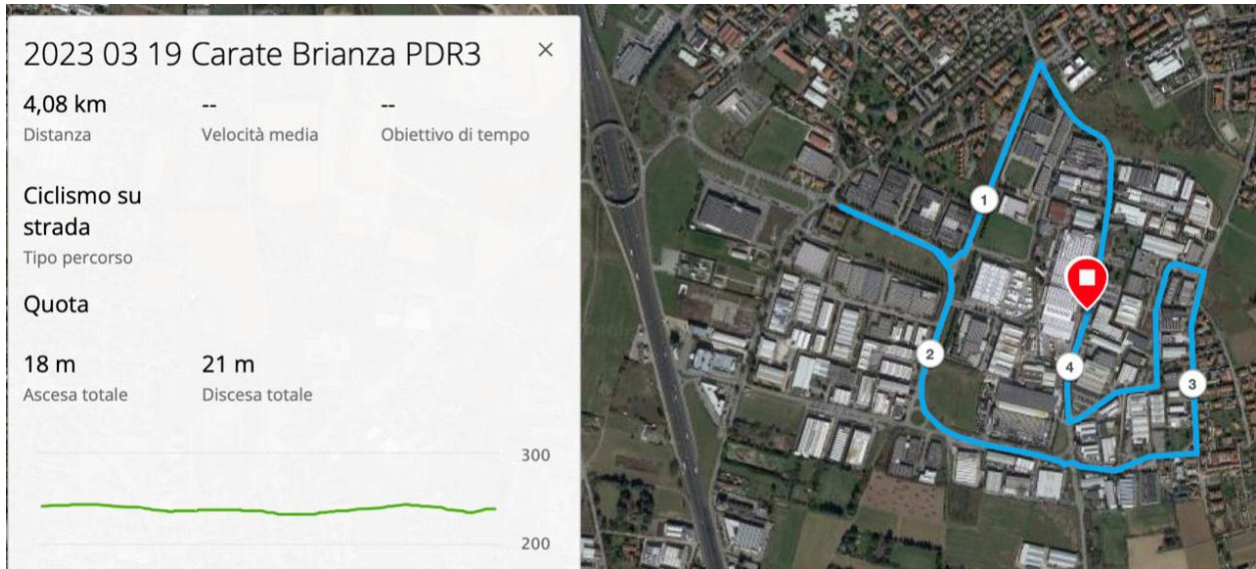 2023 03 19 Carate Brianza PDR3
4,08 km -- --
Distanza Velocità media Obiettivo di tempo
Ciclismo su
strada
Tipo percorso
Quota
18 m 21 m
Ascesa totale Discesa totale
300
200
1
2
3
4